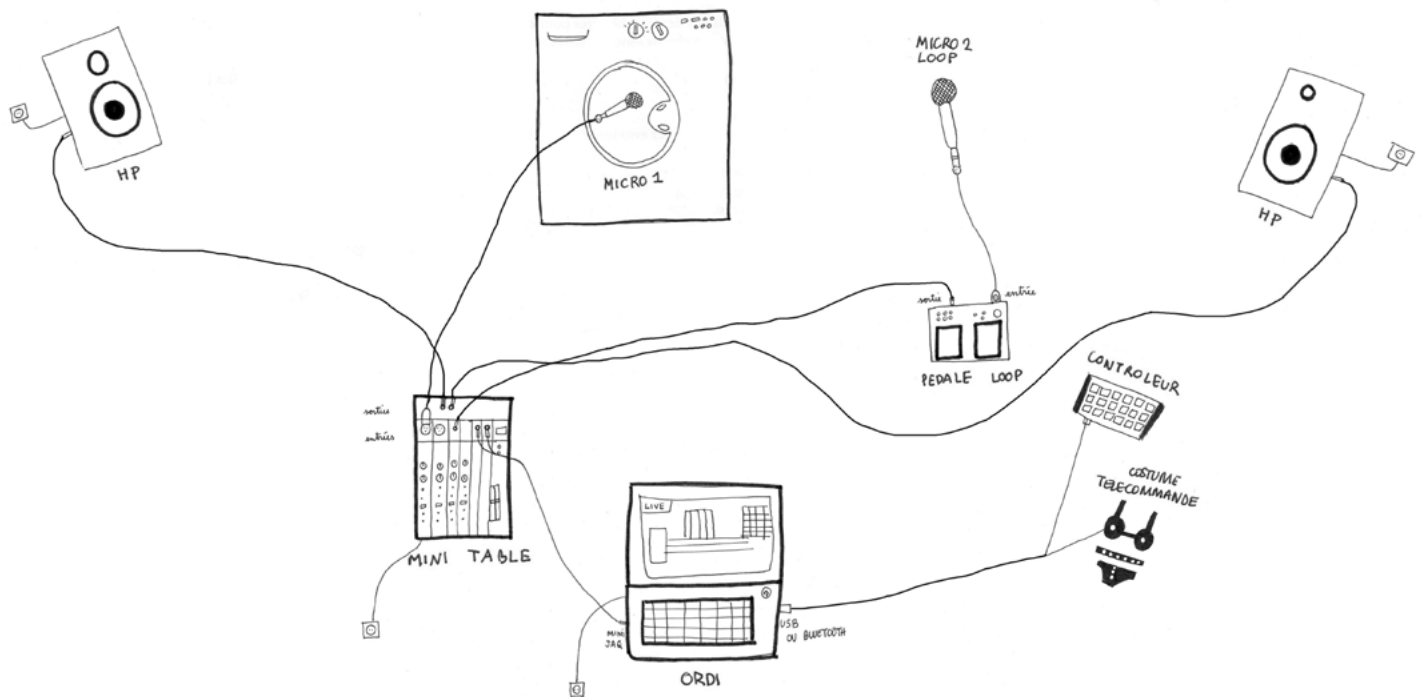 MICRO 2
LOOP
HP
MICRO 1
HP
sortie
entrée
PEDALE LOOP
CONTROLEUR
sorties
entrées
COSTUME
TELECOMMANDE
LIVE
MINI TABLE
MINI
JAQ
USB
OU BLUETOOTH
ORDI